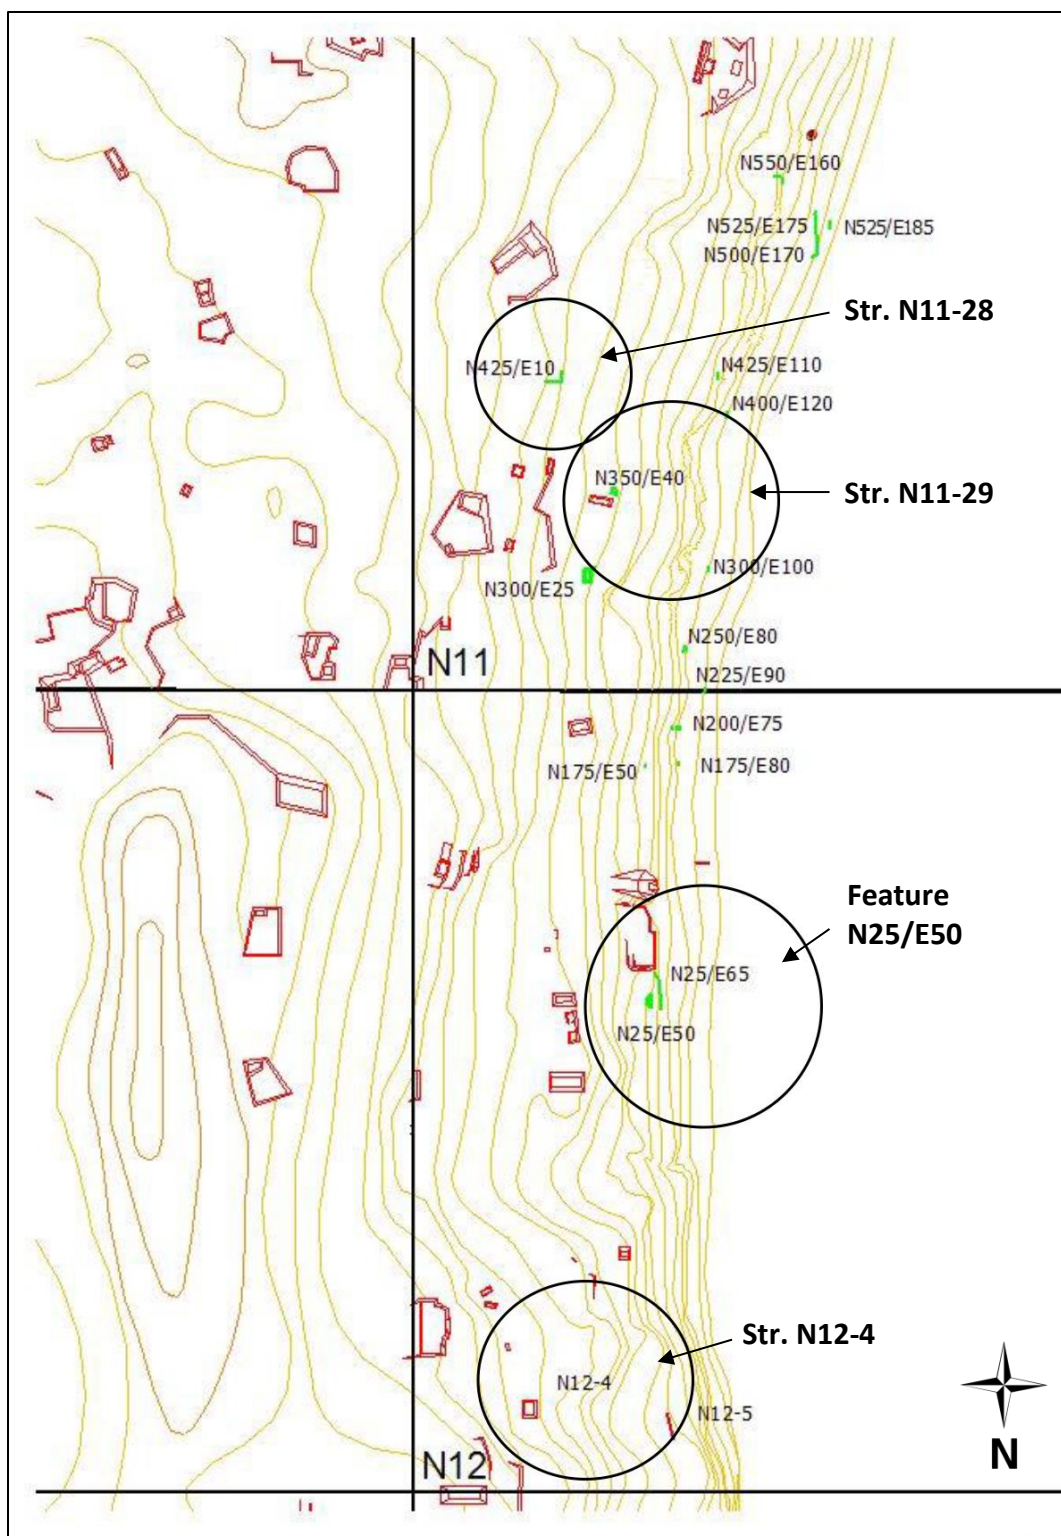 N550/E160
N525/E175
N525/E185
N500/E170
Str. N11-28
N425/E10
N425/E110
N400/E120
N350/E40
Str. N11-29
N300/E100
N300/E25
N250/E80
N11
N225/E90
N200/E75
N175/E50
N175/E80
Feature
N25/E50
N25/E65
N25/E50
Str. N12-4
N12-4
N12-5
N12
N